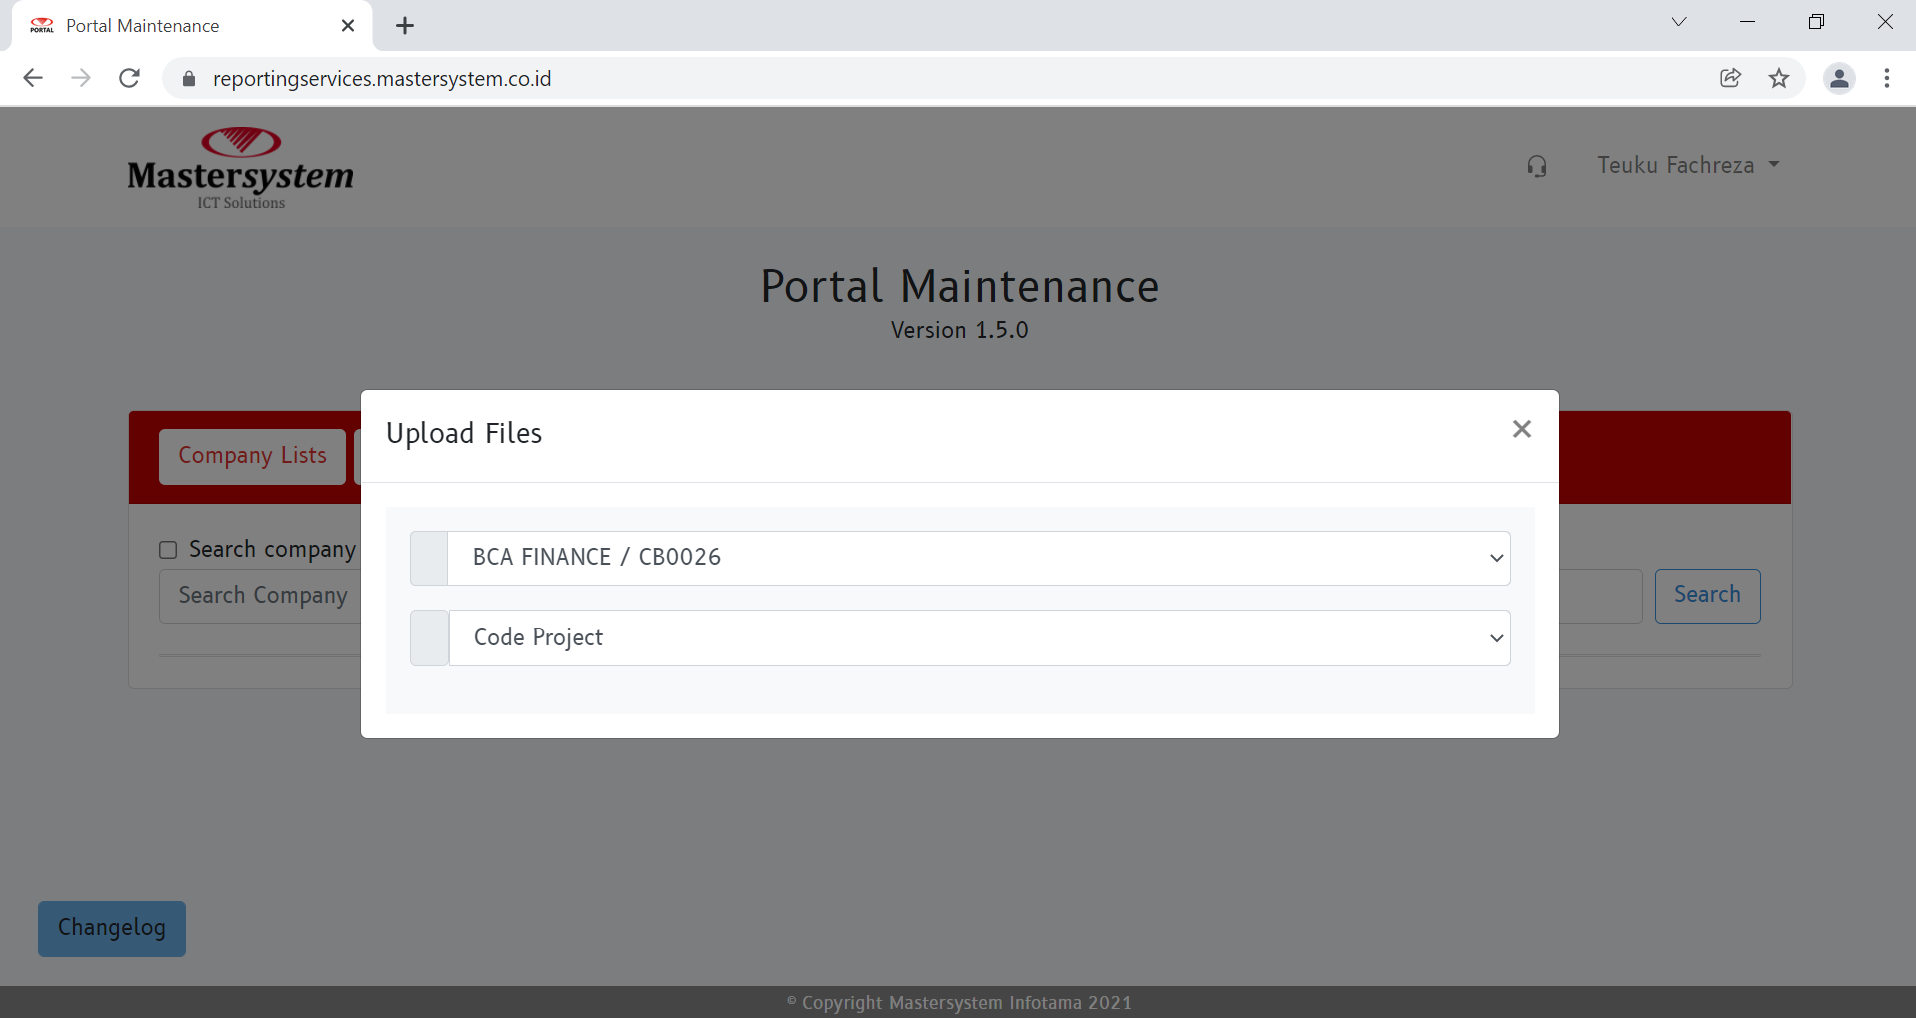 PORTAL
Portal Maintenance
reportingservices.mastersystem.co.id
Mastersystem
ICT Solutions
Teuku Fachreza
Portal Maintenance
Version 1.5.0
Upload Files
Company Lists
BCA FINANCE / CB0026
Search company
Search Company
Search
Code Project
Changelog
© Copyright Mastersystem Infotama 2021